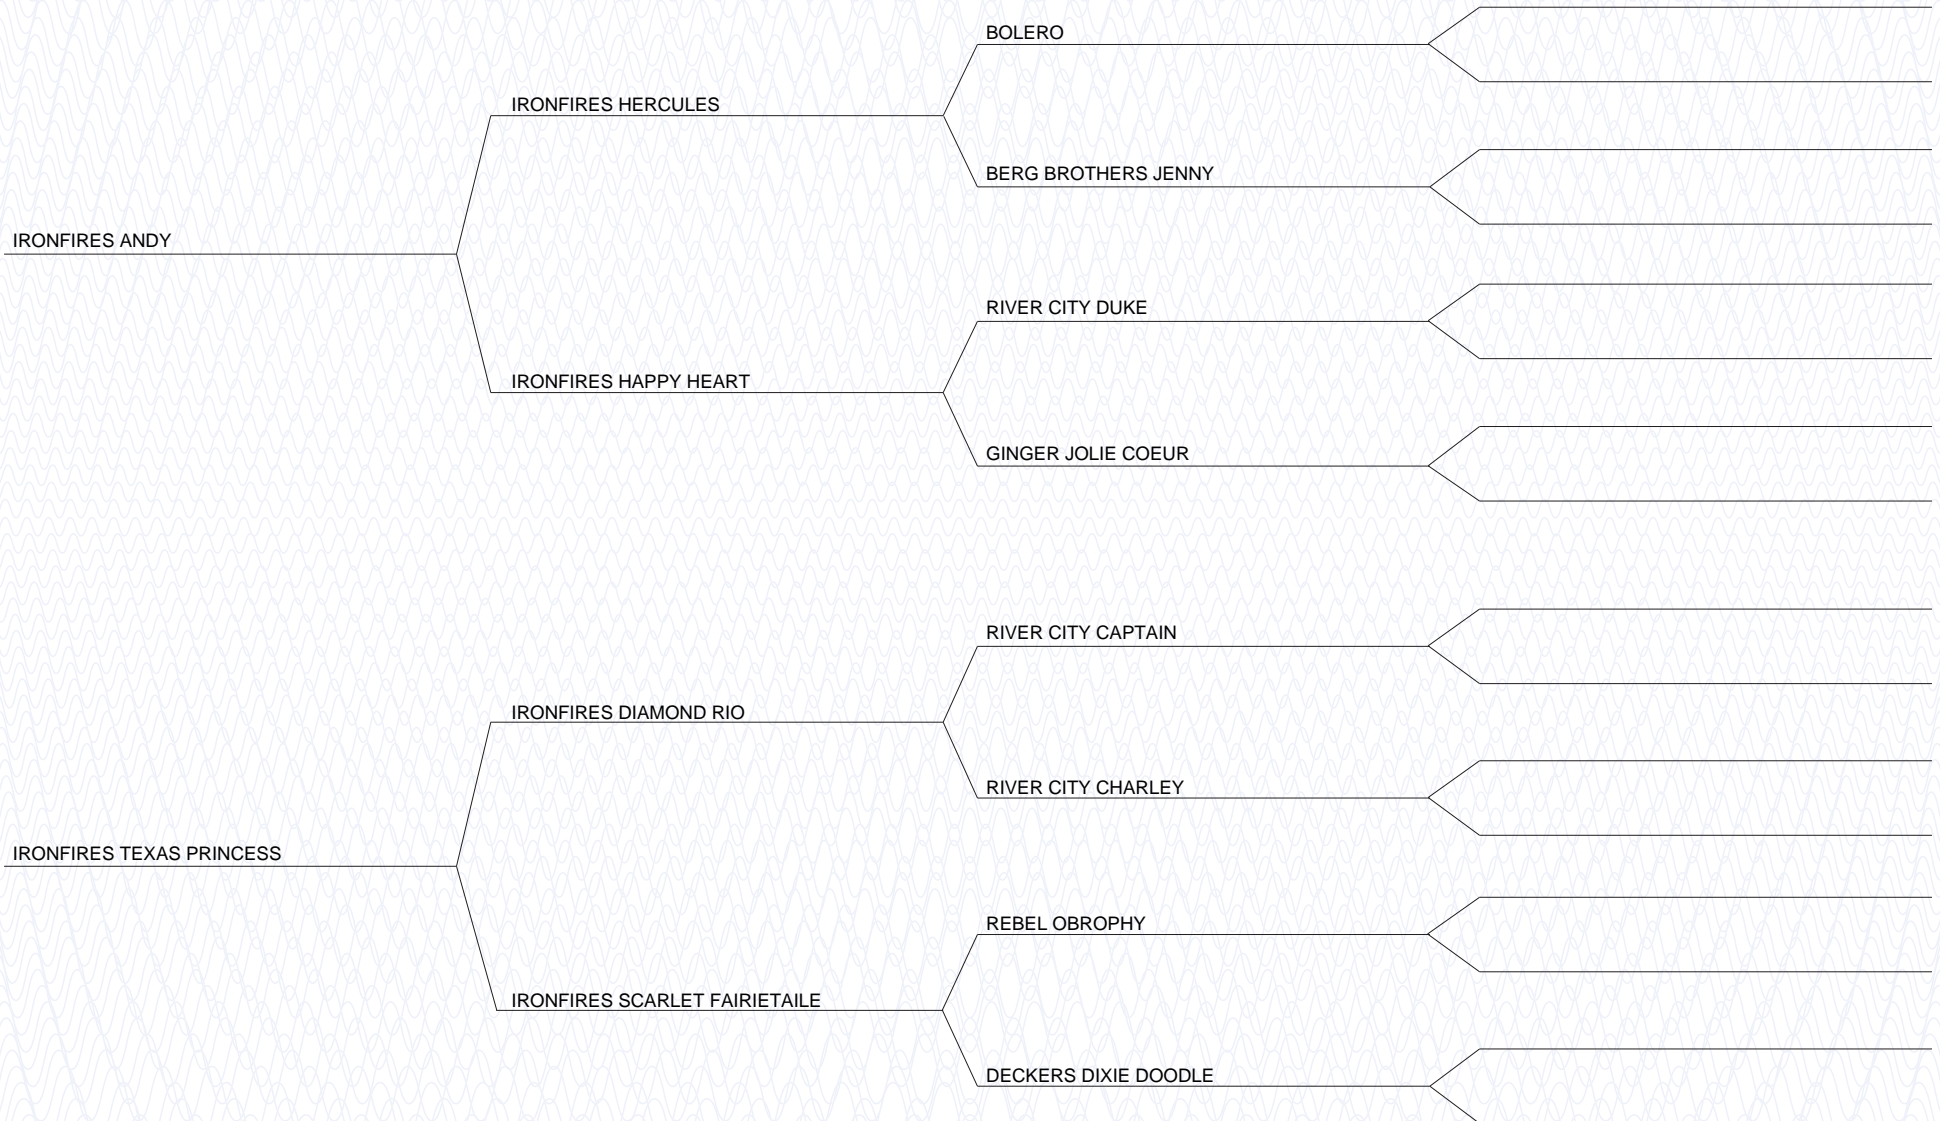 BOLERO
IRONFIRES HERCULES
BERG BROTHERS JENNY
IRONFIRES ANDY
RIVER CITY DUKE
IRONFIRES HAPPY HEART
GINGER JOLIE COEUR
RIVER CITY CAPTAIN
IRONFIRES DIAMOND RIO
RIVER CITY CHARLEY
IRONFIRES TEXAS PRINCESS
REBEL OBROPHY
IRONFIRES SCARLET FAIRIETAILE
DECKERS DIXIE DOODLE